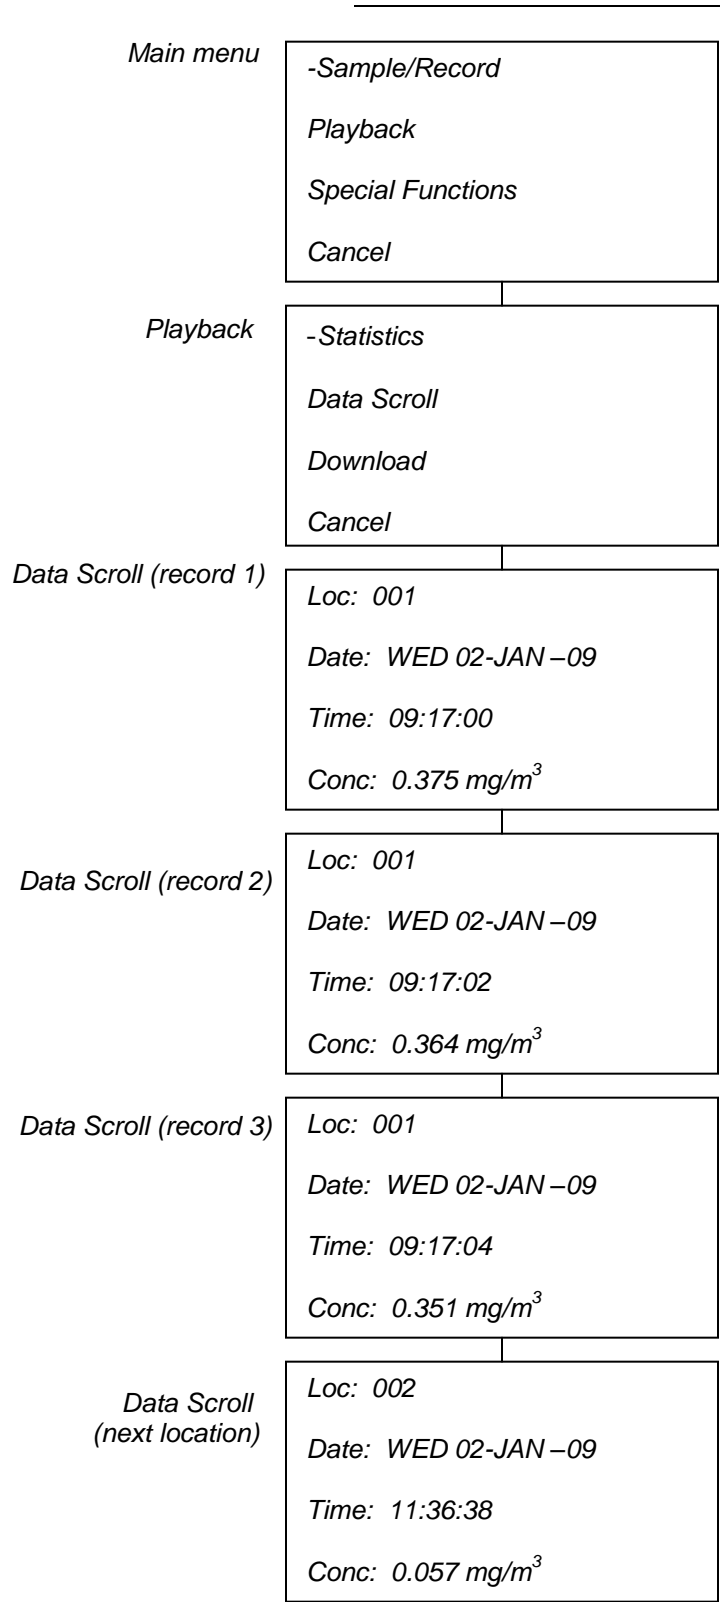 Main menu
-Sample/Record
Playback
Special Functions
Cancel
Playback
-Statistics
Data Scroll
Download
Cancel
Data Scroll (record 1)
Loc: 001
Date: WED 02-JAN –09
Time: 09:17:00
Conc: 0.375 mg/m³
Data Scroll (record 2)
Loc: 001
Date: WED 02-JAN –09
Time: 09:17:02
Conc: 0.364 mg/m³
Data Scroll (record 3)
Loc: 001
Date: WED 02-JAN –09
Time: 09:17:04
Conc: 0.351 mg/m³
Data Scroll
(next location)
Loc: 002
Date: WED 02-JAN –09
Time: 11:36:38
Conc: 0.057 mg/m³